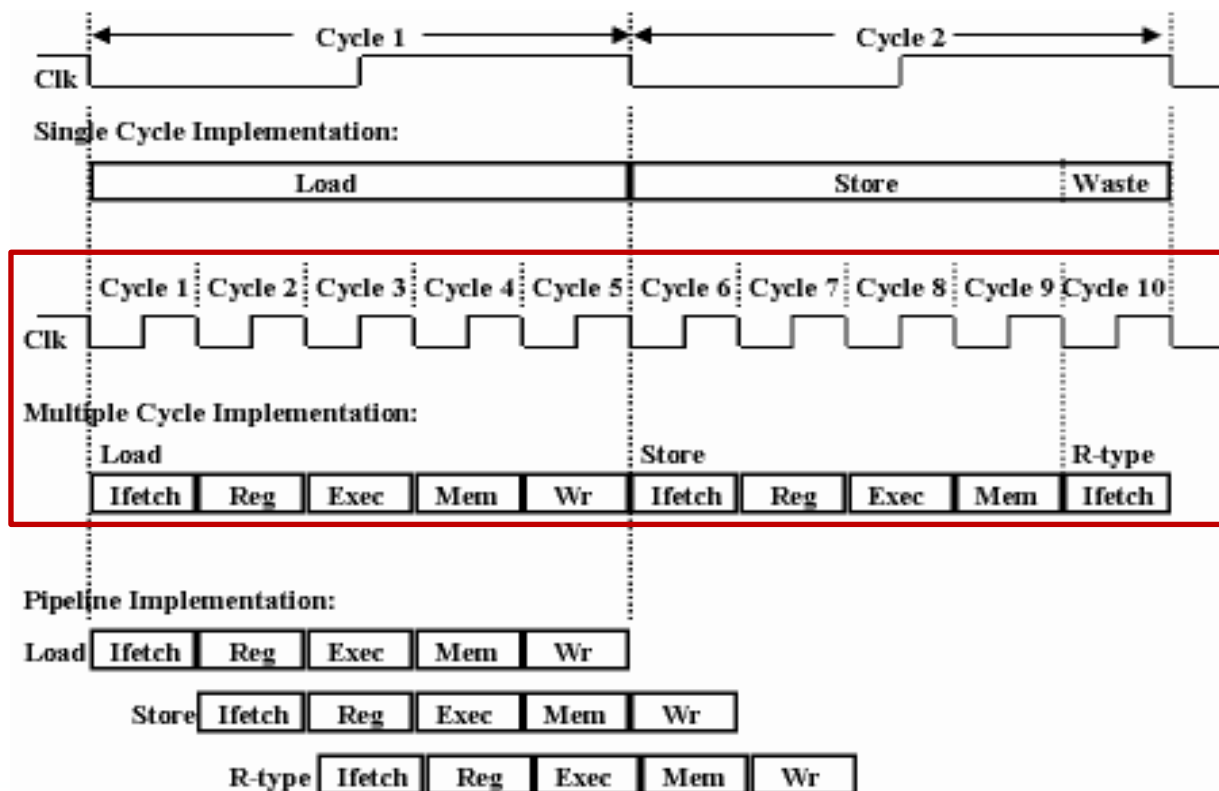 Cycle 1 Cycle 2
Clk
Single Cycle Implementation:
Load Store Waste
Cycle 1 Cycle 2 Cycle 3 Cycle 4 Cycle 5 Cycle 6 Cycle 7 Cycle 8 Cycle 9 Cycle 10
Clk
Multiple Cycle Implementation:
Load Store R-type
Ifetch Reg Exec Mem Wr Ifetch Reg Exec Mem Ifetch
Pipeline Implementation:
Load Ifetch Reg Exec Mem Wr
Store Ifetch Reg Exec Mem Wr
R-type Ifetch Reg Exec Mem Wr